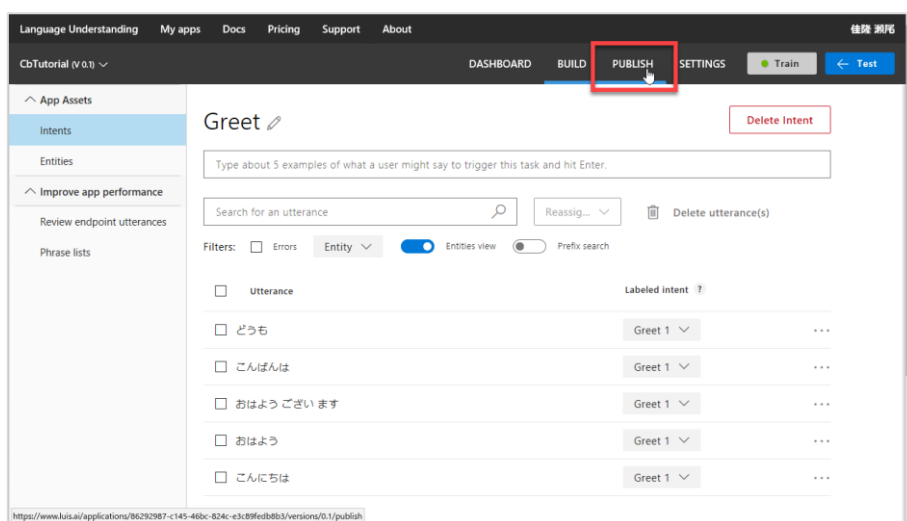 Language Understanding My apps Docs Pricing Support About 佳隆 瀬尾
CbTutorial (V 0.1) DASHBOARD BUILD PUBLISH SETTINGS Train Test
App Assets
Intents
Entities
Improve app performance
Review endpoint utterances
Phrase lists
Greet
Delete Intent
Type about 5 examples of what a user might say to trigger this task and hit Enter.
Search for an utterance Reassig... Delete utterance(s)
Filters: Errors Entity Entities view Prefix search
Utterance Labeled intent ?
どうも Greet 1 ...
こんばんは Greet 1 ...
おはよう ござい ます Greet 1 ...
おはよう Greet 1 ...
こんにちは Greet 1 ...
https://www.luis.ai/applications/86292987-c145-46bc-824c-e3c89fedb8b3/versions/0.1/publish